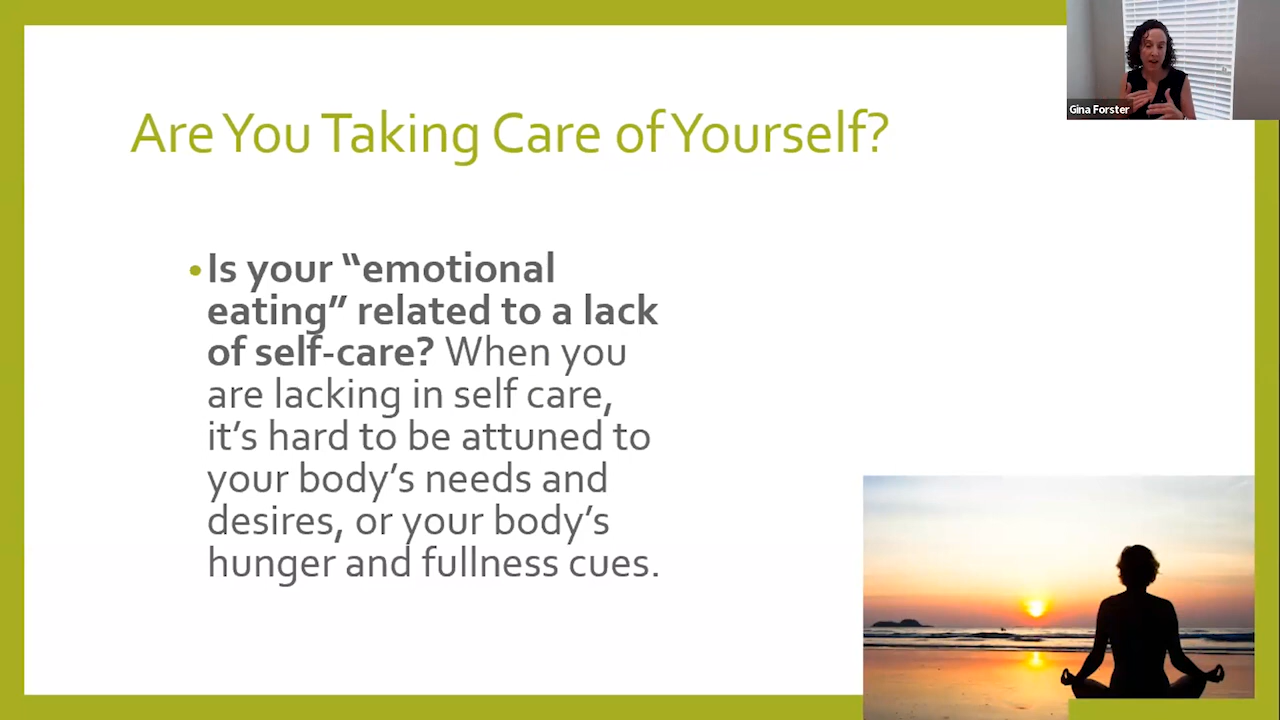 Gina Forster
Are You Taking Care of Yourself?
•Is your “emotional
eating” related to a lack
of self-care? When you
are lacking in self care,
it’s hard to be attuned to
your body’s needs and
desires, or your body’s
hunger and fullness cues.